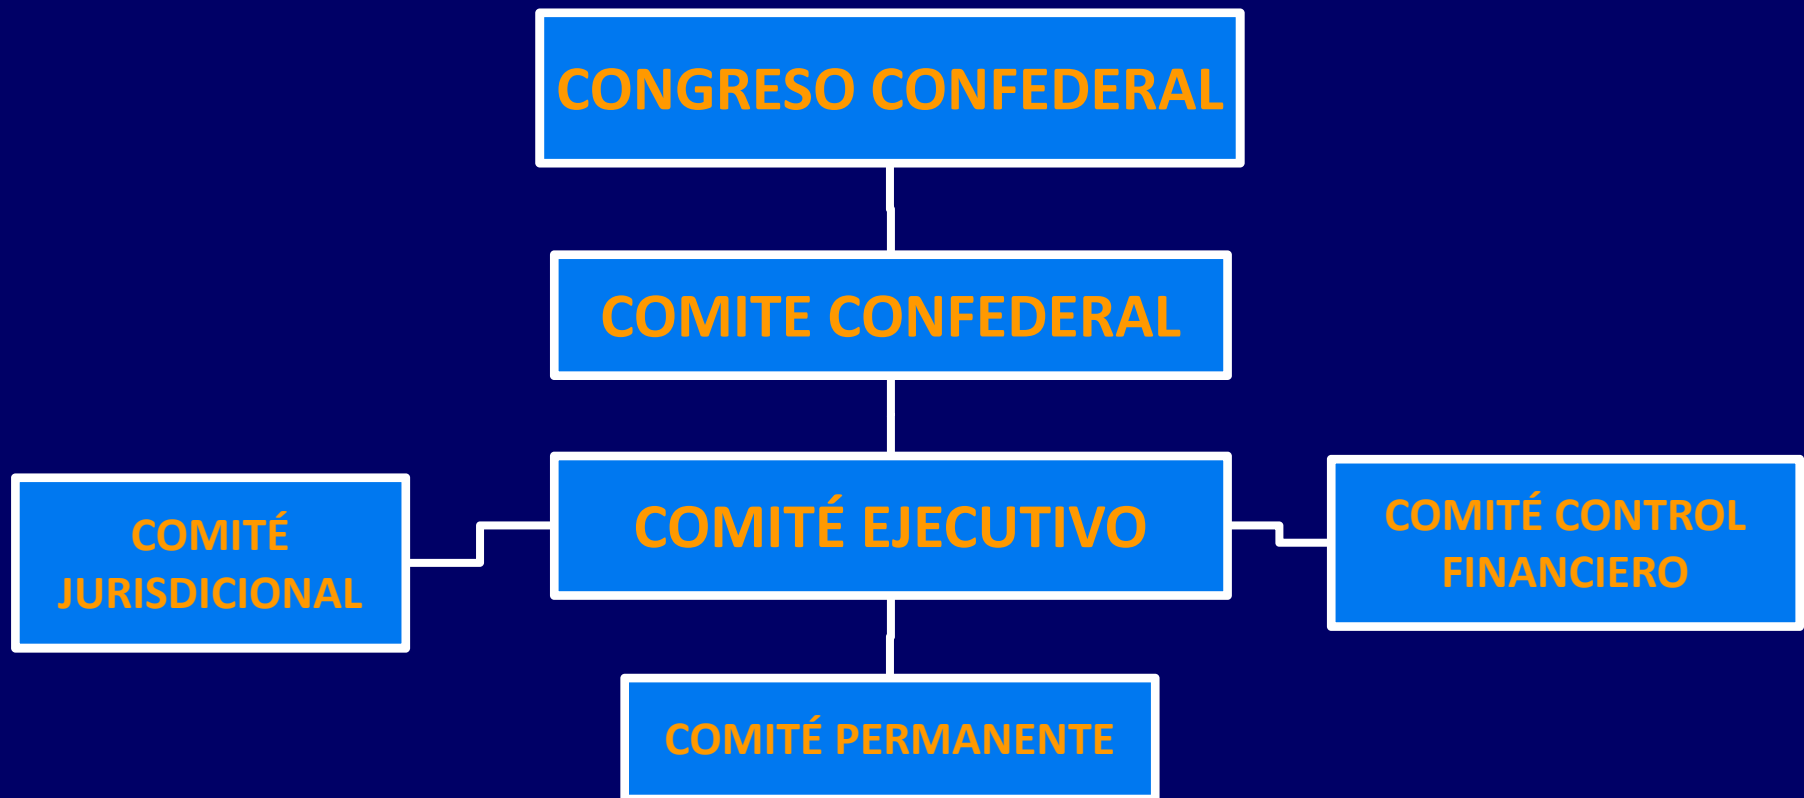 CONGRESO CONFEDERAL
COMITE CONFEDERAL
COMITÉ EJECUTIVO
COMITÉ
JURISDICIONAL
COMITÉ CONTROL
FINANCIERO
COMITÉ PERMANENTE